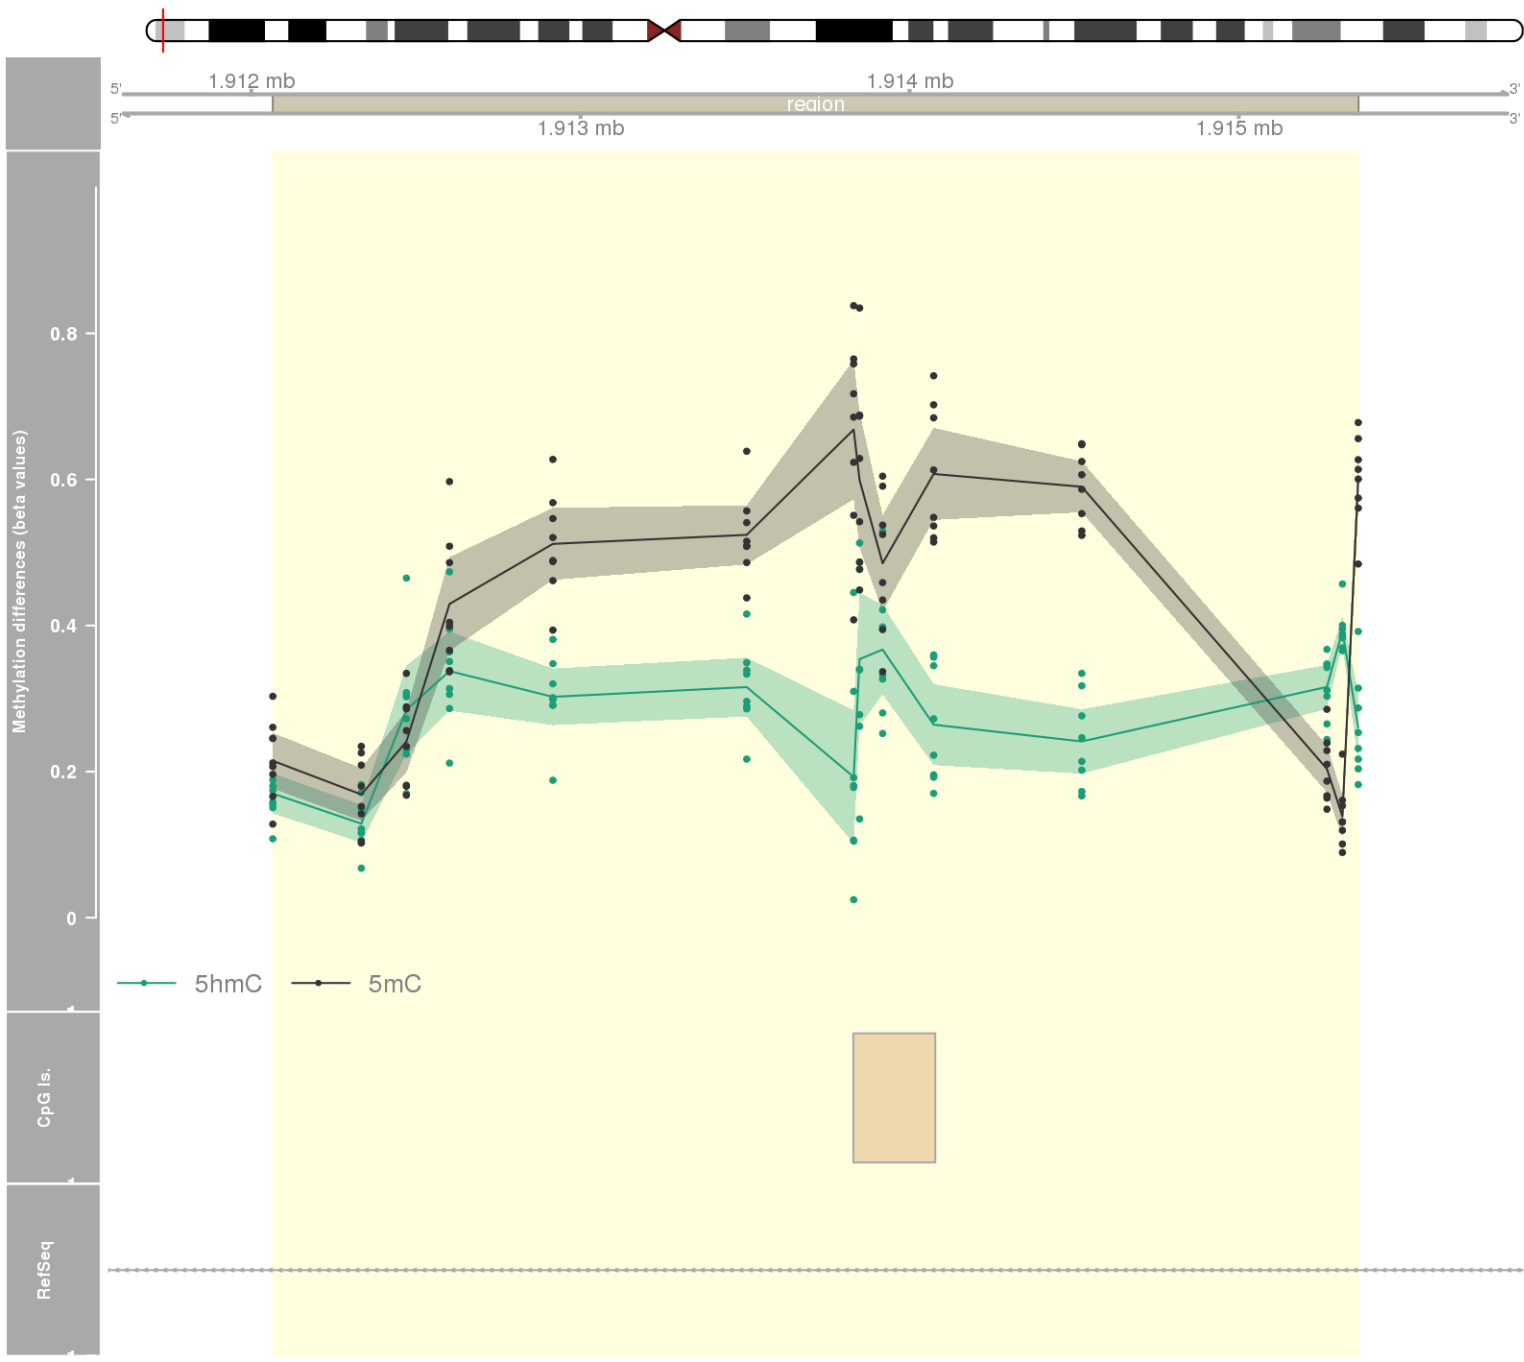 1.912 mb
1.914 mb
5'
3'
region
5'
3'
1.913 mb
1.915 mb
Methylation differences (beta values)
0.8
0.6
0.4
0.2
0
5hmC
5mC
CpG Is.
RefSeq